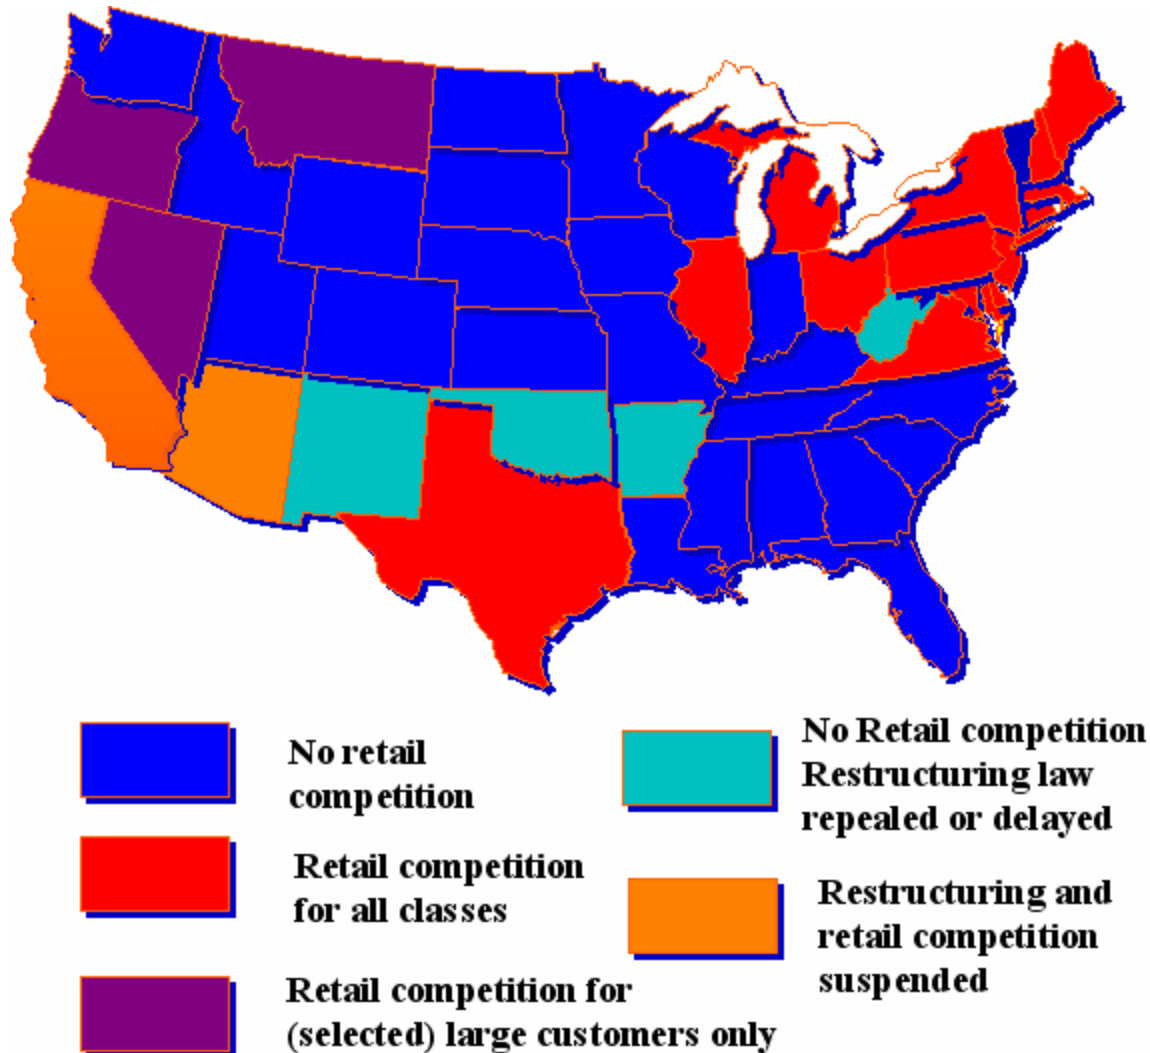 No retail
competition
Retail competition
for all classes
Retail competition for
(selected) large customers only
No Retail competition
Restructuring law
repealed or delayed
Restructuring and
retail competition
suspended